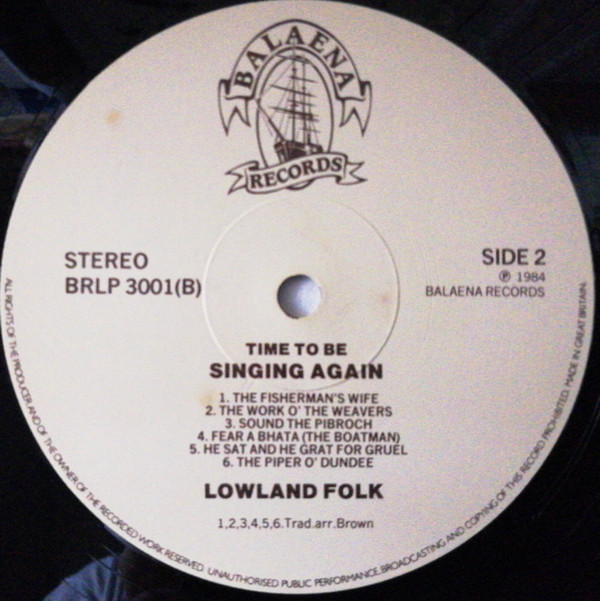 BALAENA
RECORDS
STEREO
BRLP 3001(B)
SIDE 2
℗ 1984
BALAENA RECORDS
TIME TO BE
SINGING AGAIN
1. THE FISHERMAN'S WIFE
2. THE WORK O' THE WEAVERS
3. SOUND THE PIBROCH
4. FEAR A BHATA (THE BOATMAN)
5. HE SAT AND HE GRAT FOR GRUEL
6. THE PIPER O' DUNDEE
LOWLAND FOLK
1,2,3,4,5,6.Trad.arr.Brown
ALL RIGHTS OF THE PRODUCER AND OF THE OWNER OF THE RECORDED WORK RESERVED. UNAUTHORISED PUBLIC PERFORMANCE, BROADCASTING AND COPYING OF THIS RECORD PROHIBITED. MADE IN GREAT BRITAIN.